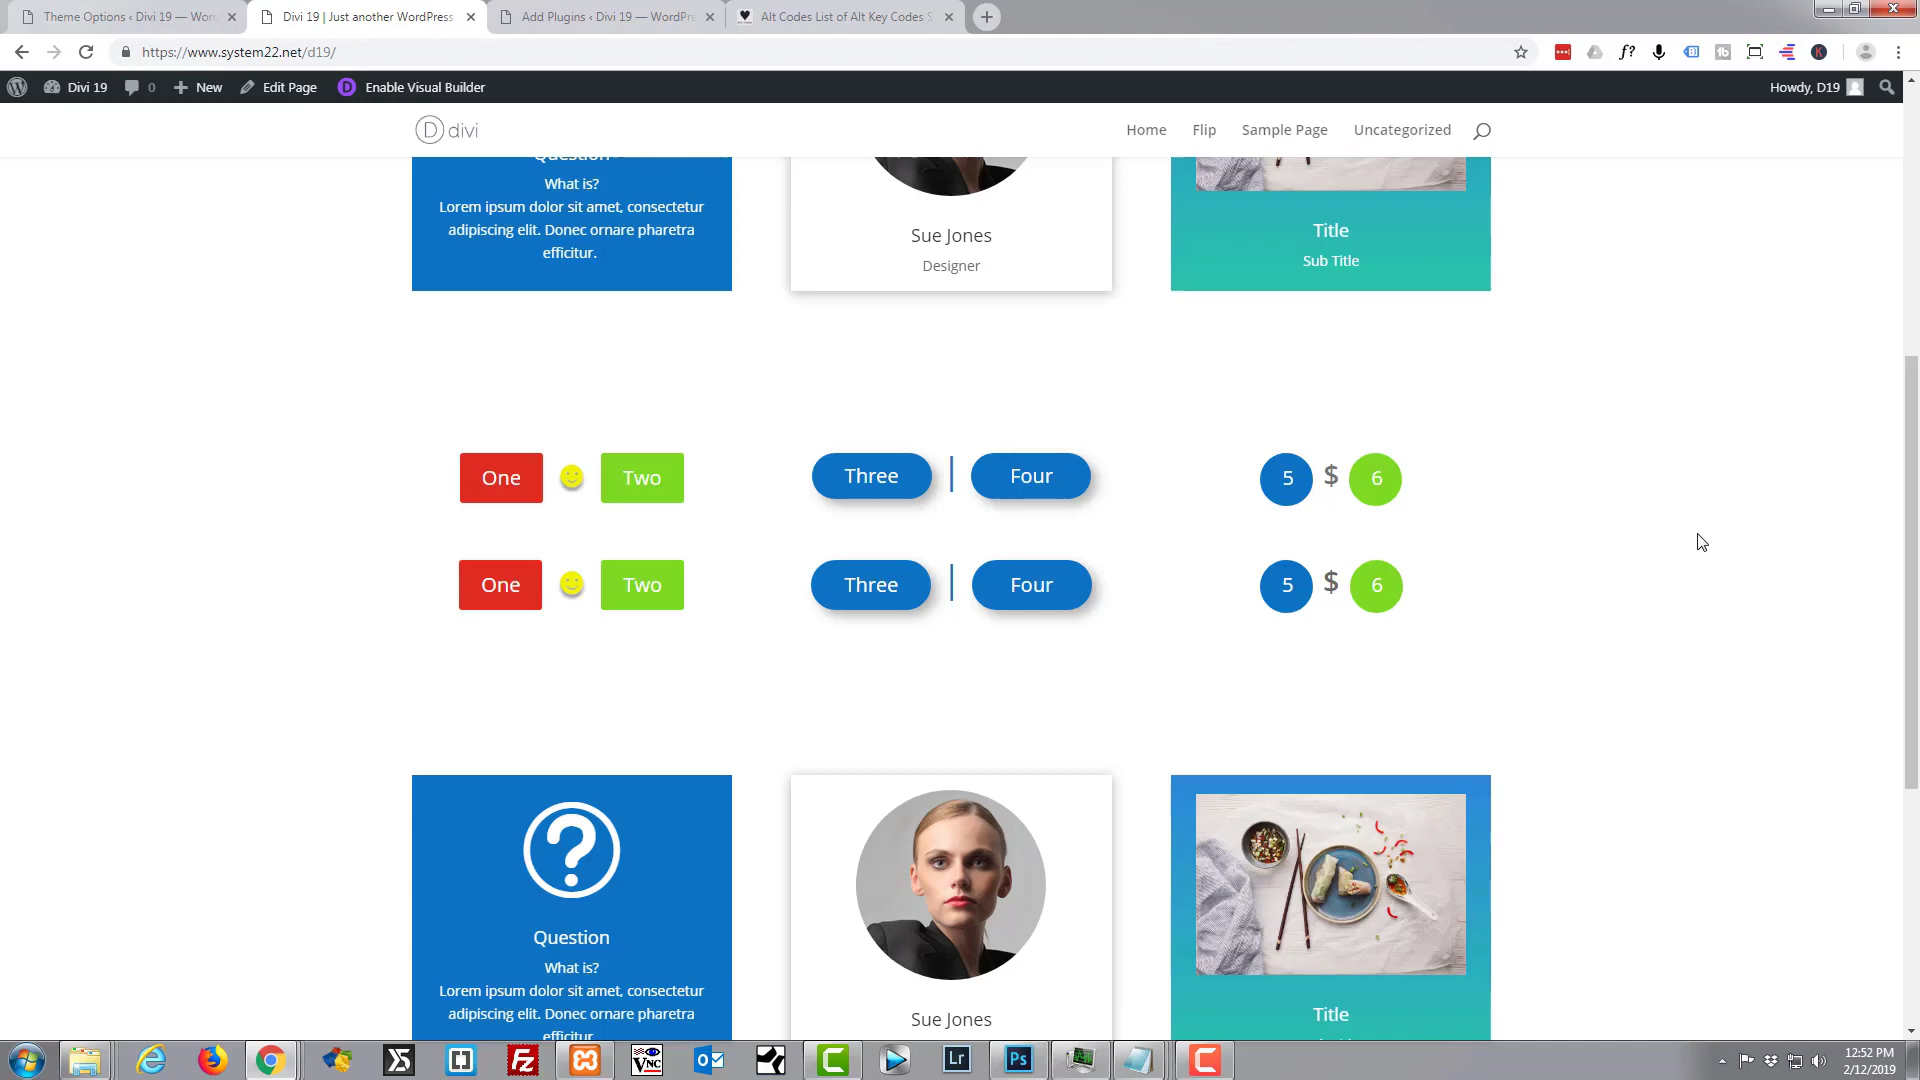 Theme Options ‹ Divi 19 — Wor
Divi 19 | Just another WordPress
Add Plugins ‹ Divi 19 — WordPre
Alt Codes List of Alt Key Codes S
https://www.system22.net/d19/
Divi 19
0
New
Edit Page
Enable Visual Builder
Howdy, D19
divi
Home
Flip
Sample Page
Uncategorized
Question
What is?
Lorem ipsum dolor sit amet, consectetur
adipiscing elit. Donec ornare pharetra
efficitur.
Sue Jones
Designer
Title
Sub Title
One
Two
Three
|
Four
5
$
6
One
Two
Three
|
Four
5
$
6
Question
What is?
Lorem ipsum dolor sit amet, consectetur
adipiscing elit. Donec ornare pharetra
efficitur.
Sue Jones
Title
Lr
Ps
12:52 PM
2/12/2019